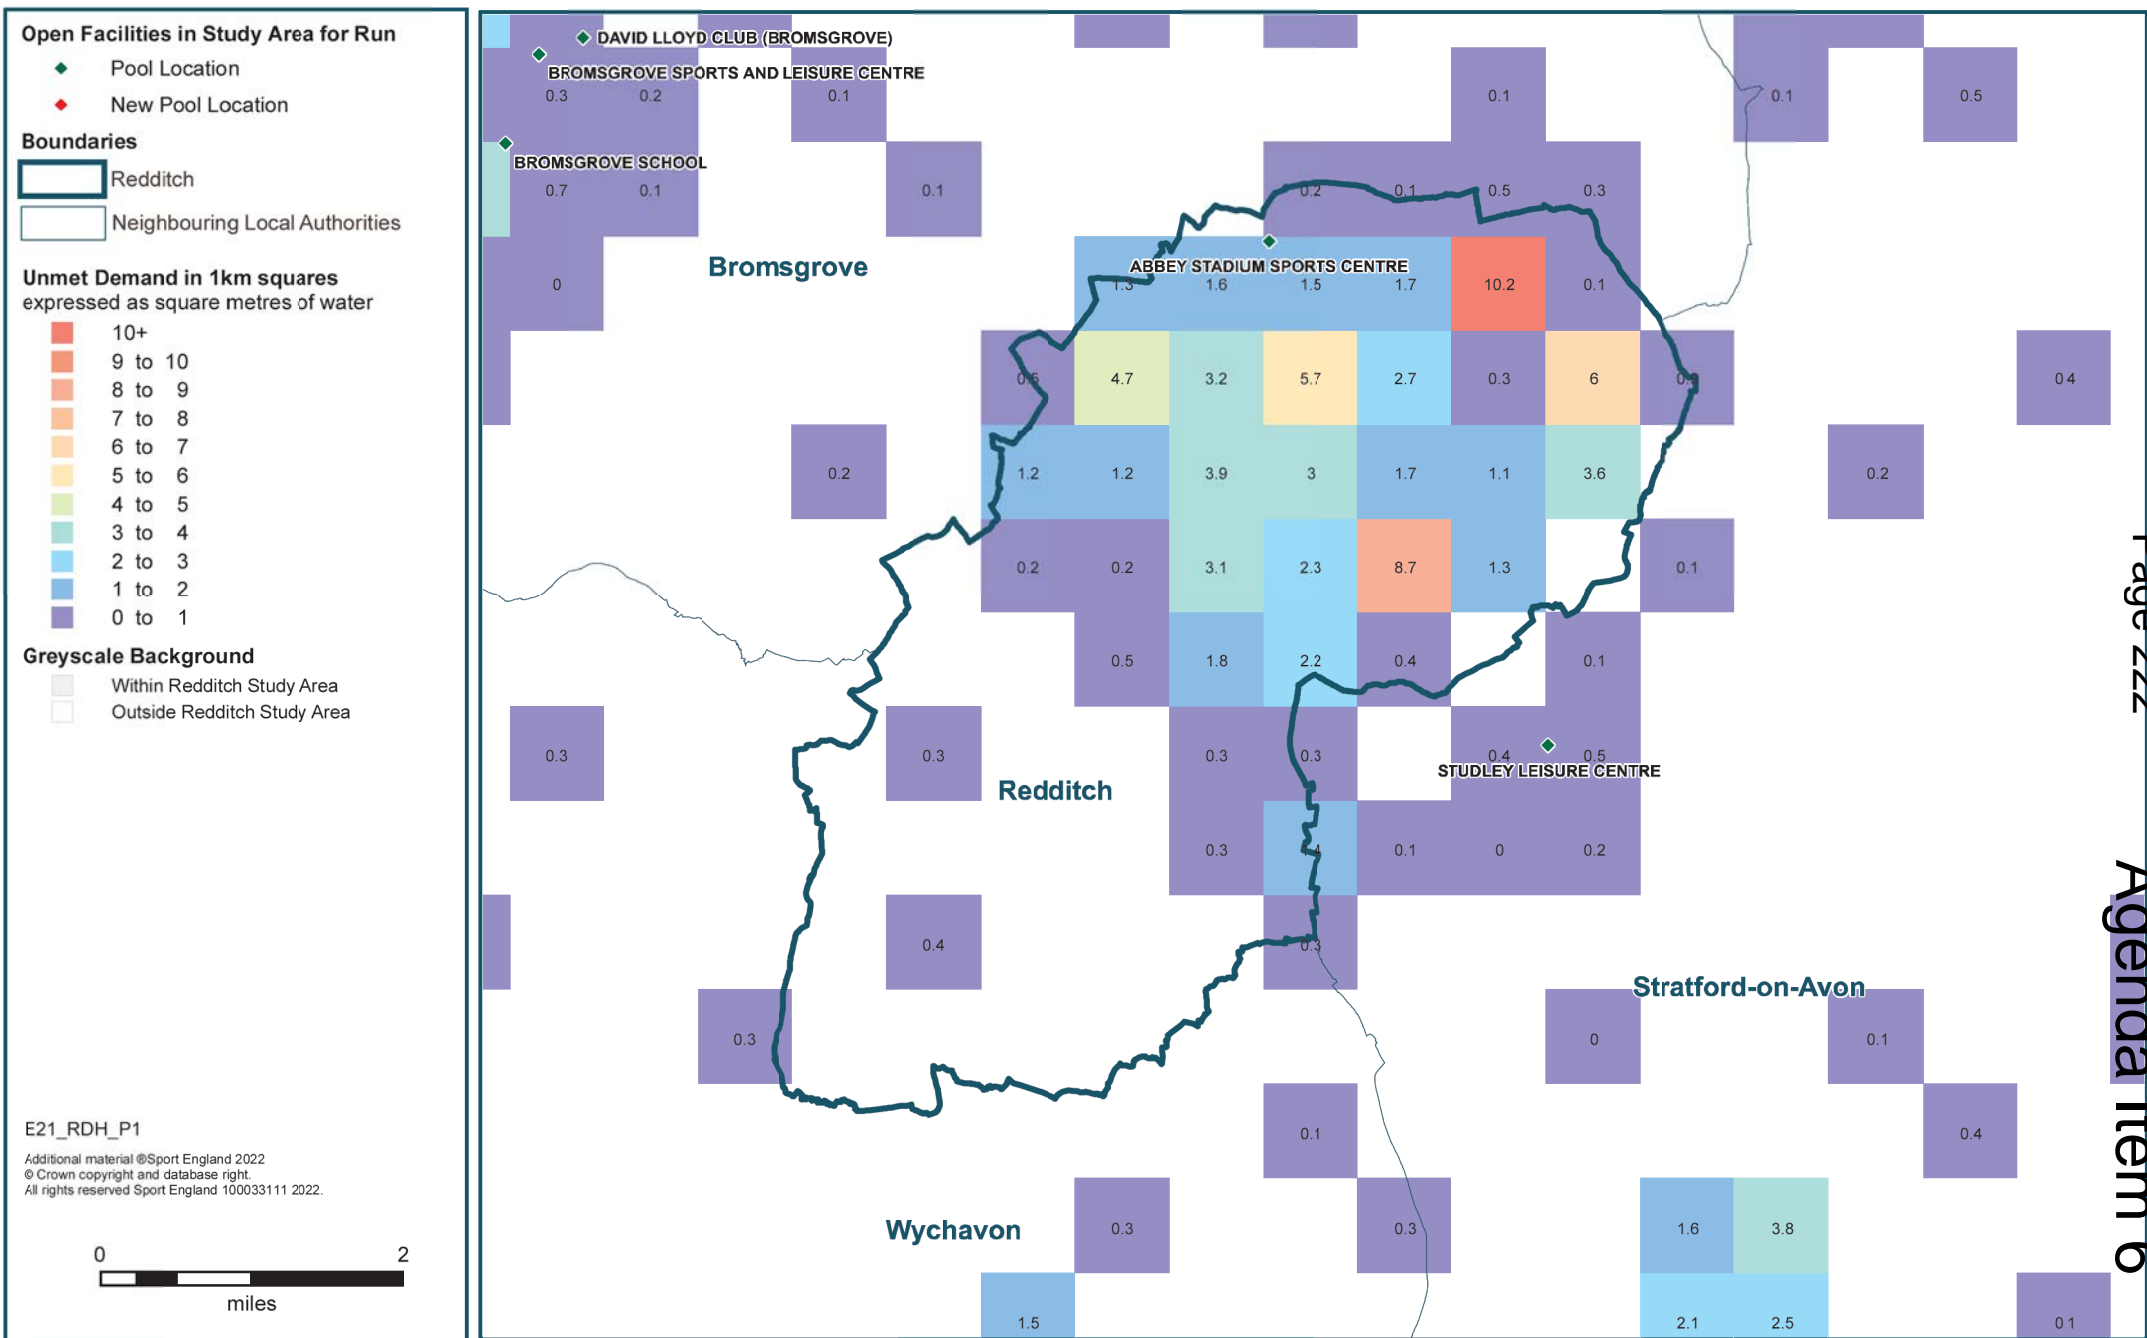 Open Facilities in Study Area for Run
Pool Location
New Pool Location
Boundaries
Redditch
Neighbouring Local Authorities
Unmet Demand in 1km squares
expressed as square metres of water
10+
9 to 10
8 to 9
7 to 8
6 to 7
5 to 6
4 to 5
3 to 4
2 to 3
1 to 2
0 to 1
Greyscale Background
Within Redditch Study Area
Outside Redditch Study Area
E21_RDH_P1
Additional material ®Sport England 2022
© Crown copyright and database right.
All rights reserved Sport England 100033111 2022.
0 2
miles
DAVID LLOYD CLUB (BROMSGROVE)
BROMSGROVE SPORTS AND LEISURE CENTRE
0.3 0.2 0.1 0.1 0.1 0.5
BROMSGROVE SCHOOL
0.7 0.1 0.1 0.2 0.1 0.5 0.3
Bromsgrove
ABBEY STADIUM SPORTS CENTRE
0 1.3 1.6 1.5 1.7 10.2 0.1
0.5 4.7 3.2 5.7 2.7 0.3 6 0.4
0.2 1.2 1.2 3.9 3 1.7 1.1 3.6 0.2
0.2 0.2 3.1 2.3 8.7 1.3 0.1
0.5 1.8 2.2 0.4 0.1
0.3 0.3 0.3 0.3 0.4 0.5
STUDLEY LEISURE CENTRE
Redditch
0.3 1.4 0.1 0 0.2
0.4 0.3
Stratford-on-Avon
0.3 0 0.1
0.1 0.4
Wychavon
0.3 0.3 1.6 3.8
1.5 2.1 2.5 0.1
Page 222
Agenda Item 6